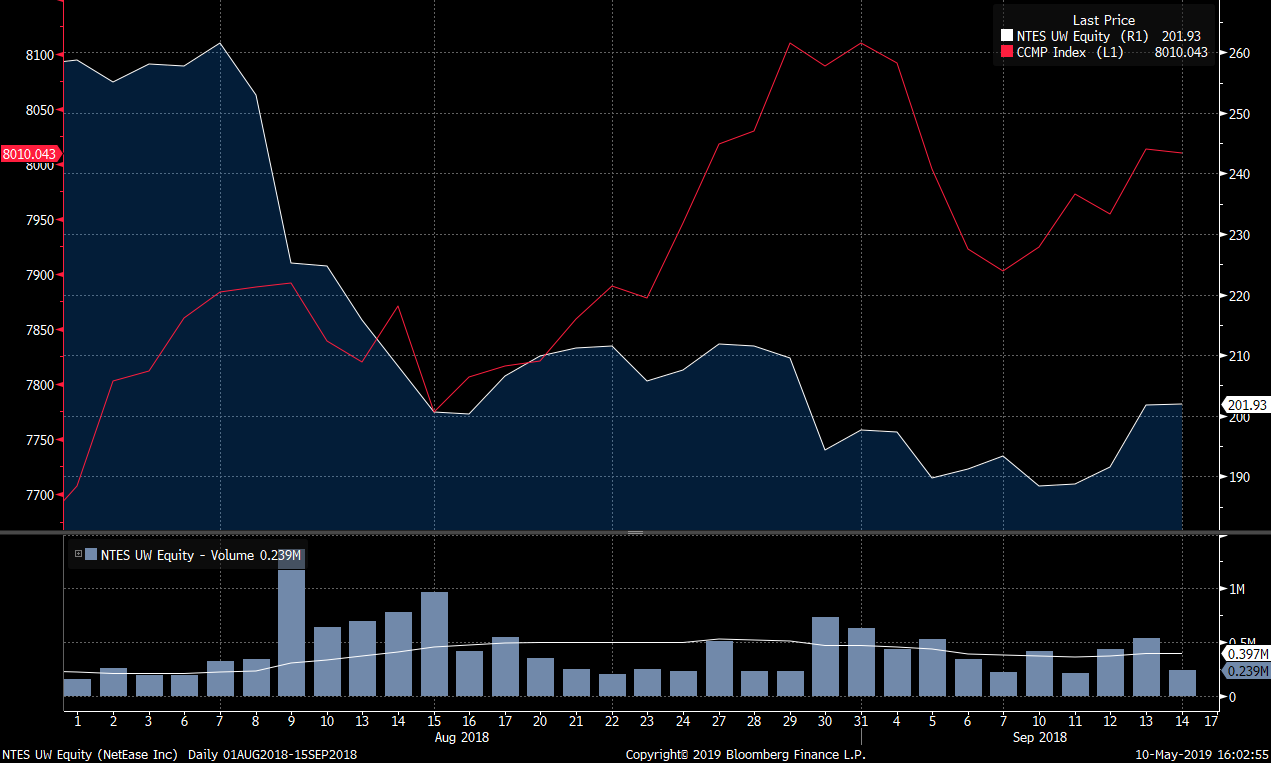 Last Price
NTES UW Equity (R1) 201.93
CCMP Index (L1) 8010.043
8100
8050
8010.043
8000
7950
7900
7850
7800
7750
7700
260
250
240
230
220
210
201.93
200
190
NTES UW Equity - Volume 0.239M
1M
0.5M
0.397M
0.239M
0
1 2 3 6 7 8 9 10 13 14 15 16 17 20 21 22 23 24 27 28 29 30 31 4 5 6 7 10 11 12 13 14 17
Aug 2018 Sep 2018
NTES UW Equity (NetEase Inc) Daily 01AUG2018-15SEP2018 Copyright© 2019 Bloomberg Finance L.P. 10-May-2019 16:02:55